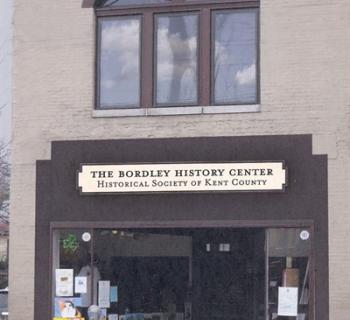 THE BORDLEY HISTORY CENTER
HISTORICAL SOCIETY OF KENT COUNTY